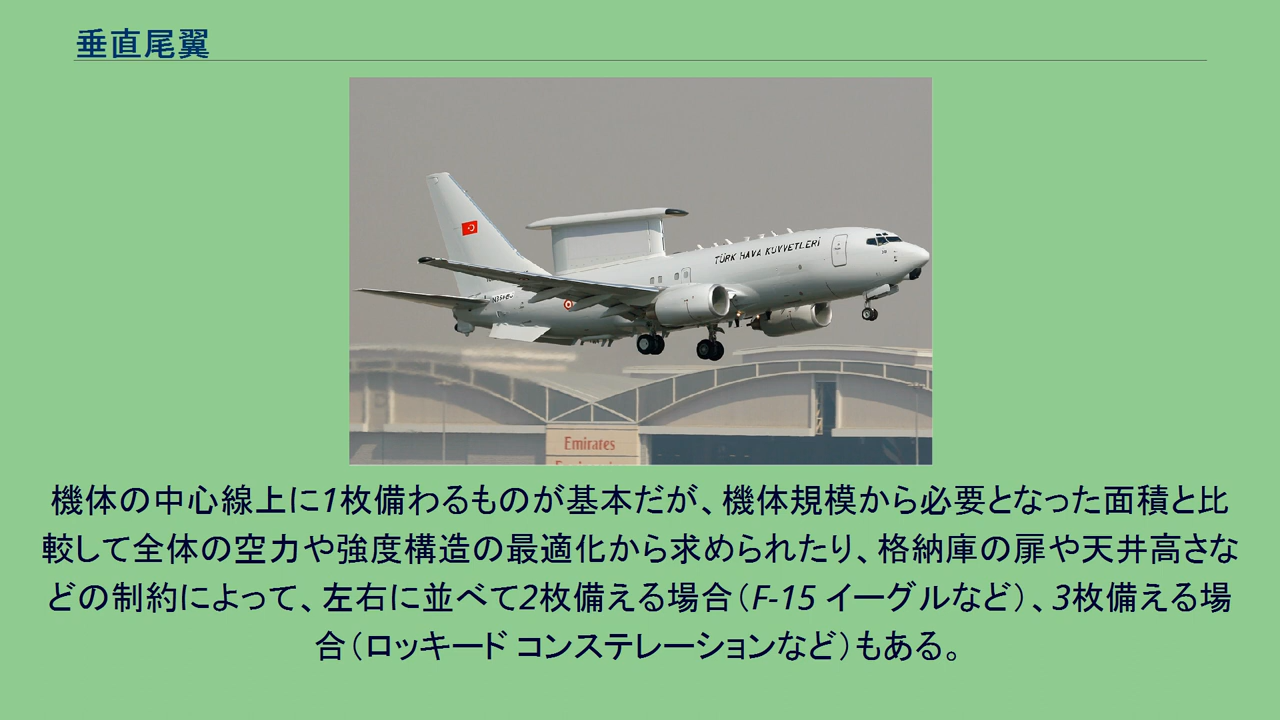 垂直尾翼
TÜRK HAVA KUVVETLERİ
Emirates
機体の中心線上に1枚備わるものが基本だが、機体規模から必要となった面積と比
較して全体の空力や強度構造の最適化から求められたり、格納庫の扉や天井高さな
どの制約によって、左右に並べて2枚備える場合（F-15 イーグルなど）、3枚備える場
合（ロッキード コンステレーションなど）もある。